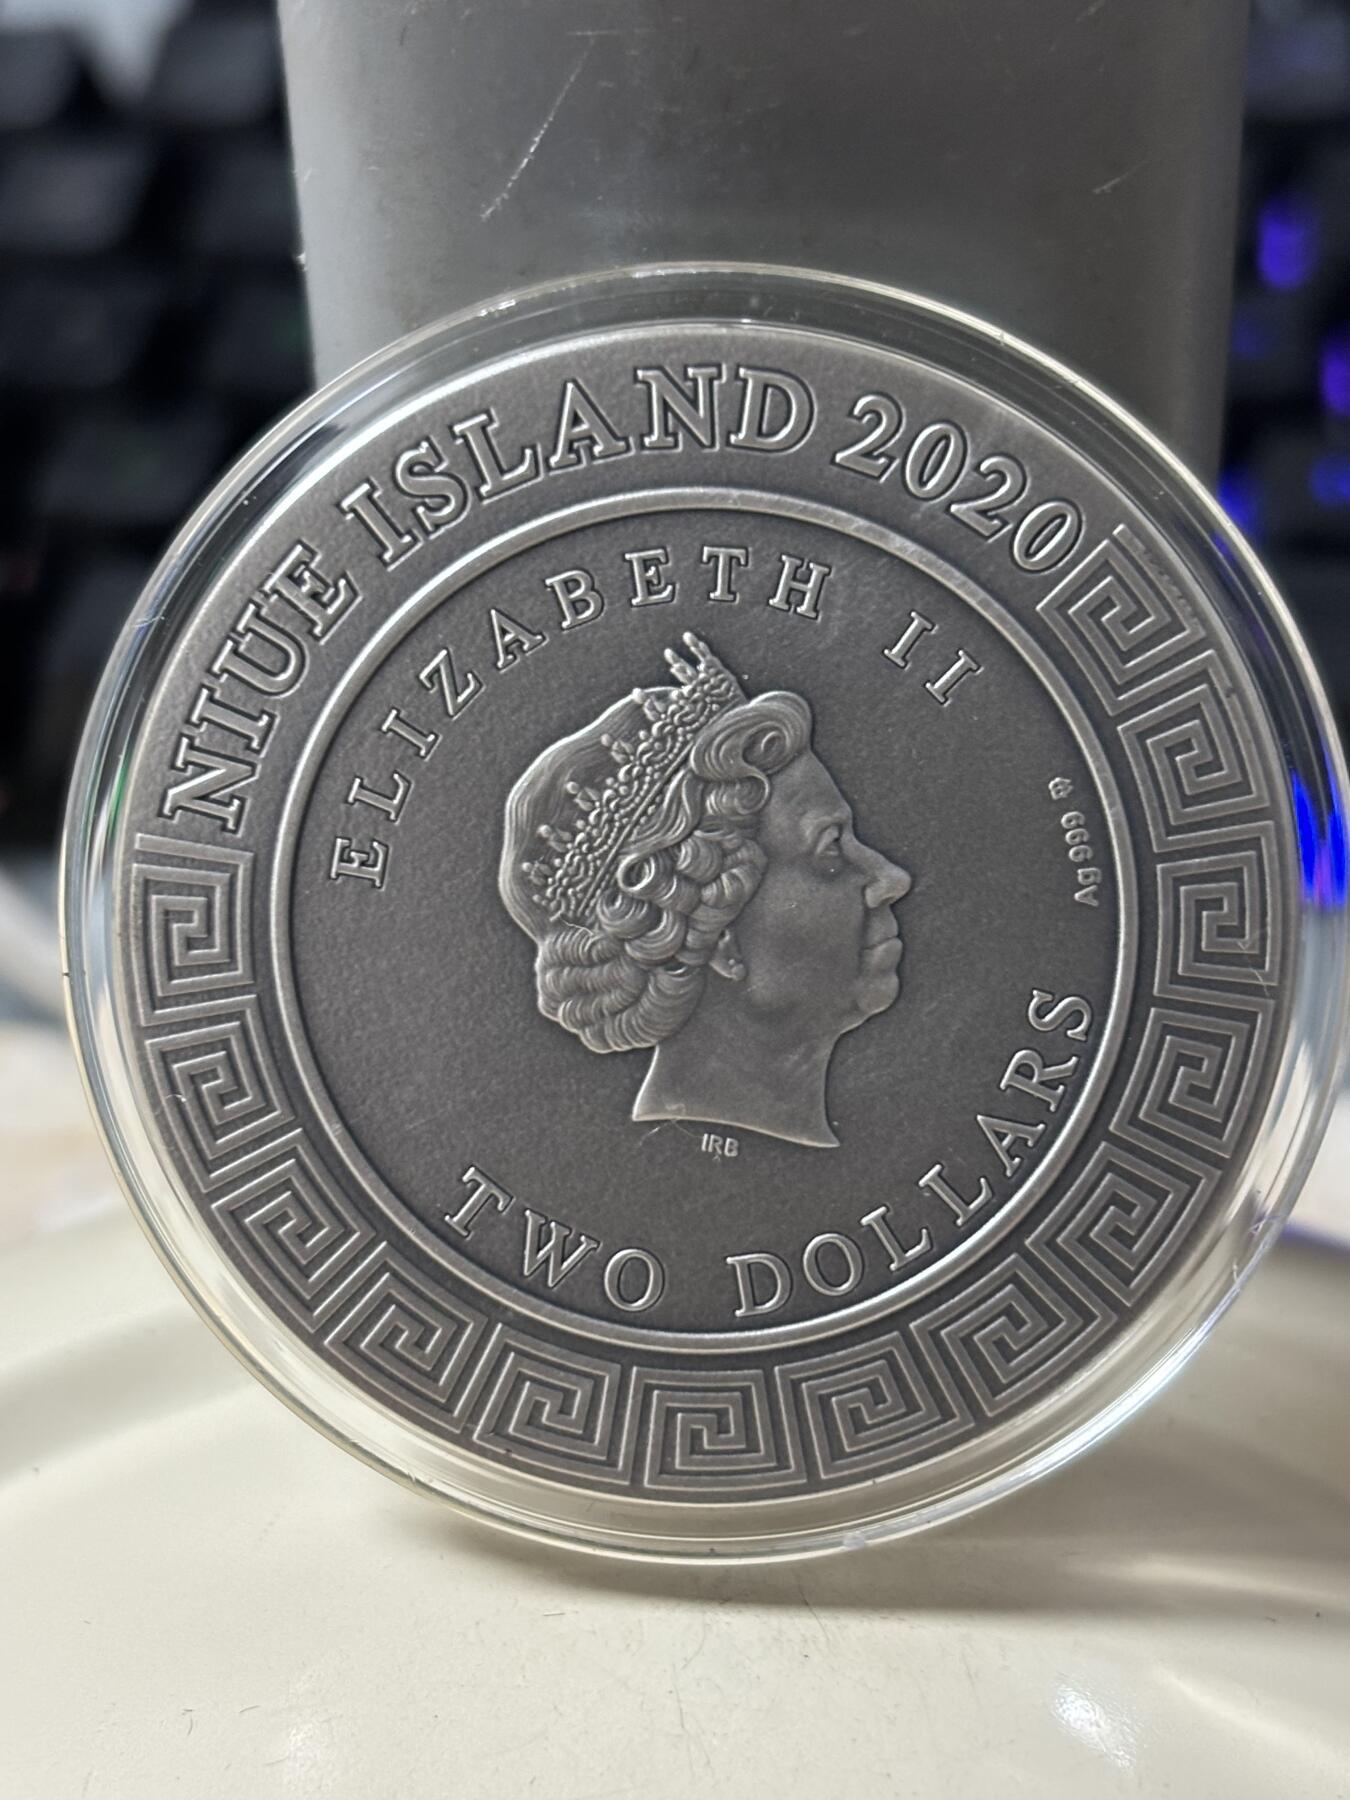 NIUE ISLAND 2020
ELIZABETH II
Ag 999
IRB
TWO DOLLARS